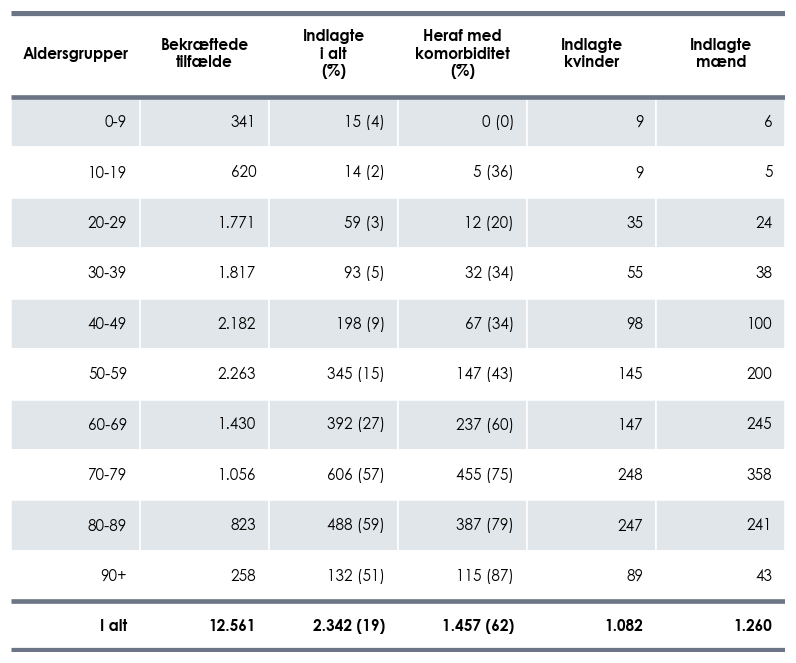 Aldersgrupper Bekræftede tilfælde Indlagte i alt (%) Heraf med komorbiditet (%) Indlagte kvinder Indlagte mænd
0-9 341 15 (4) 0 (0) 9 6
10-19 620 14 (2) 5 (36) 9 5
20-29 1.771 59 (3) 12 (20) 35 24
30-39 1.817 93 (5) 32 (34) 55 38
40-49 2.182 198 (9) 67 (34) 98 100
50-59 2.263 345 (15) 147 (43) 145 200
60-69 1.430 392 (27) 237 (60) 147 245
70-79 1.056 606 (57) 455 (75) 248 358
80-89 823 488 (59) 387 (79) 247 241
90+ 258 132 (51) 115 (87) 89 43
I alt 12.561 2.342 (19) 1.457 (62) 1.082 1.260